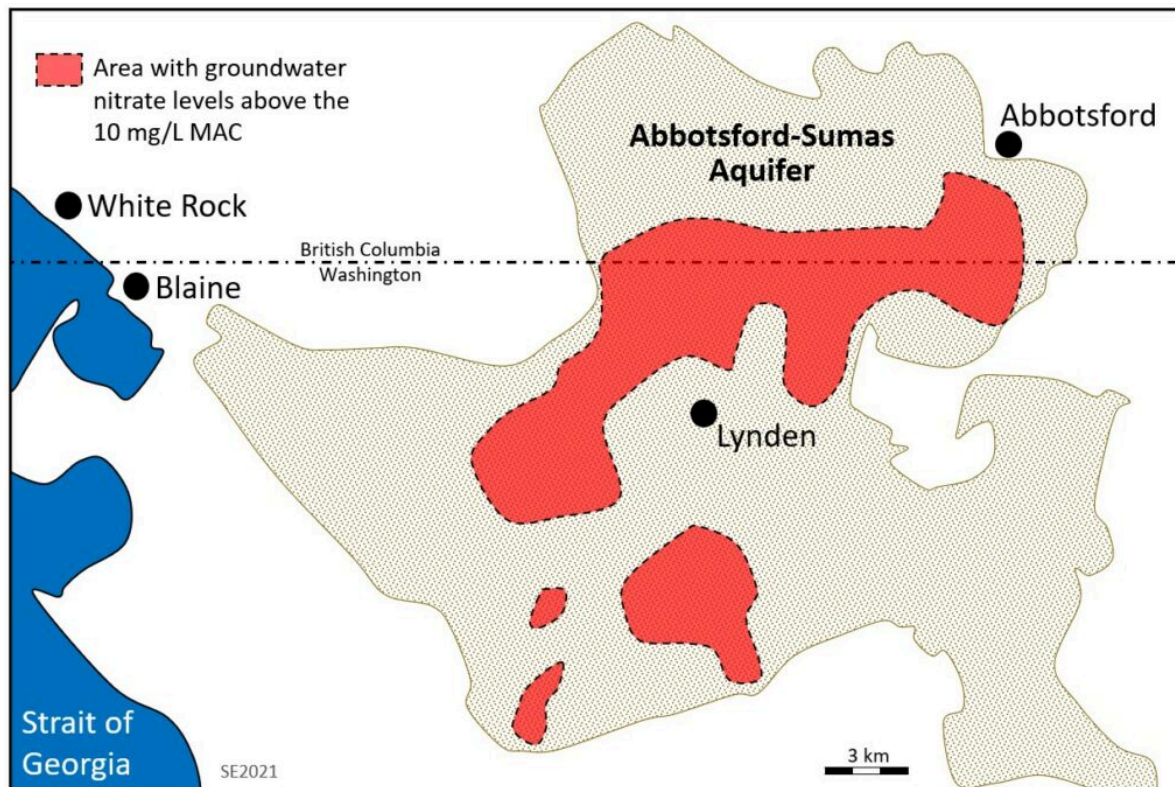 Area with groundwater
nitrate levels above the
10 mg/L MAC
Abbotsford-Sumas
Aquifer
Abbotsford
White Rock
British Columbia
Washington
Blaine
Lynden
Strait of
Georgia
SE2021
3 km